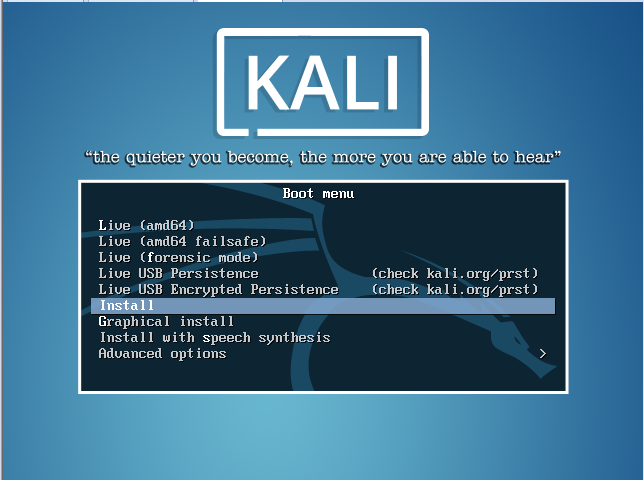 KALI
“the quieter you become, the more you are able to hear”
Boot menu
Live (amd64)
Live (amd64 failsafe)
Live (forensic mode)
Live USB Persistence (check kali.org/prst)
Live USB Encrypted Persistence (check kali.org/prst)
Install
Graphical install
Install with speech synthesis
Advanced options >